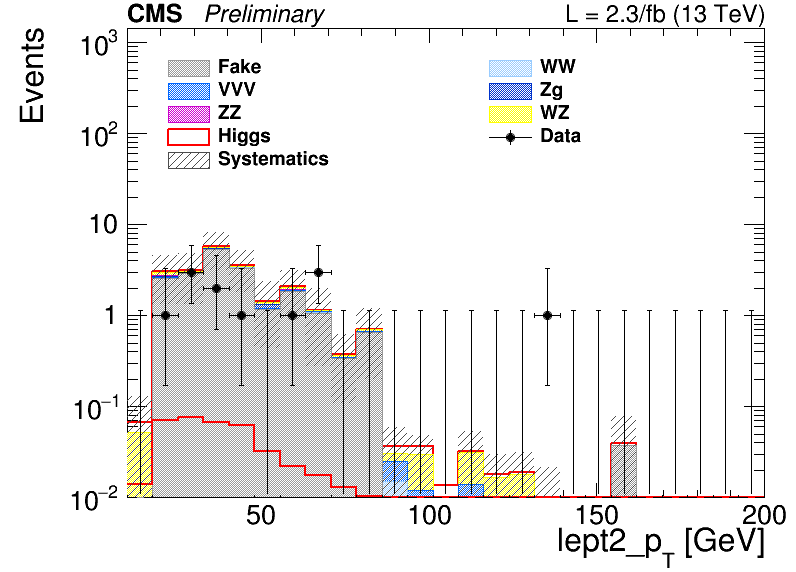 CMS Preliminary L = 2.3/fb (13 TeV)
Events
10³
10²
10
1
10⁻¹
10⁻²
Fake
VVV
ZZ
Higgs
Systematics
WW
Zg
WZ
Data
50 100 150 200
lept2_p_T [GeV]